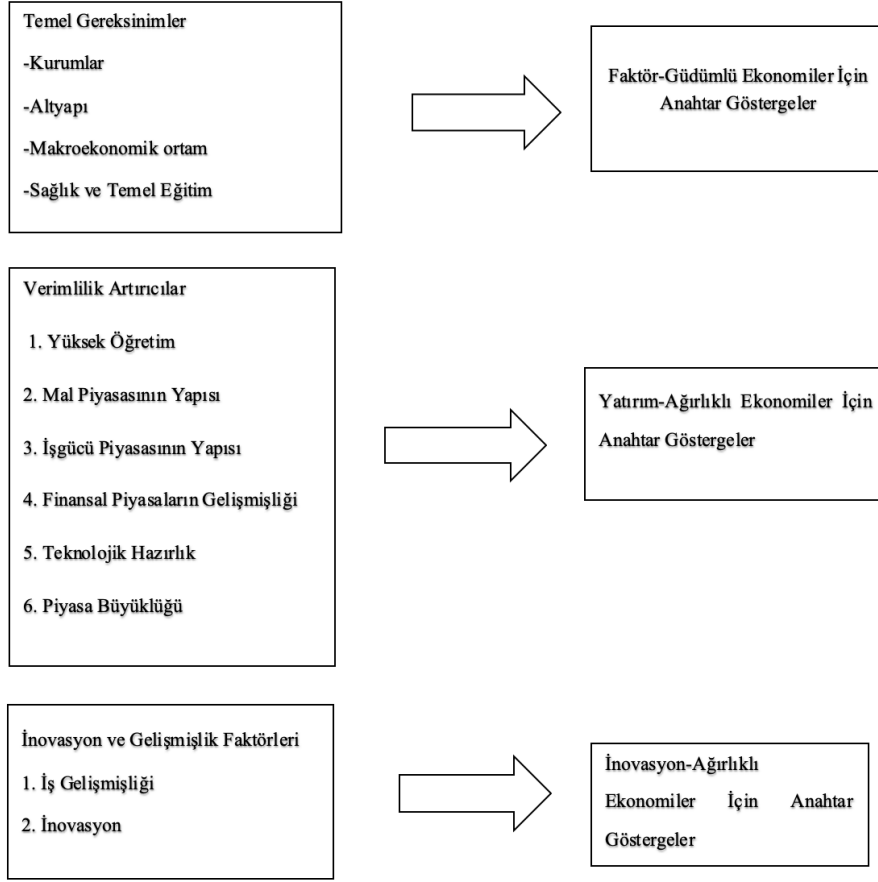 Temel Gereksinimler
-Kurumlar
-Altyapı
-Makroekonomik ortam
-Sağlık ve Temel Eğitim
Faktör-Güdümlü Ekonomiler İçin
Anahtar Göstergeler
Verimlilik Artırıcılar
1. Yüksek Öğretim
2. Mal Piyasasının Yapısı
3. İşgücü Piyasasının Yapısı
4. Finansal Piyasaların Gelişmişliği
5. Teknolojik Hazırlık
6. Piyasa Büyüklüğü
Yatırım-Ağırlıklı Ekonomiler İçin
Anahtar Göstergeler
İnovasyon ve Gelişmişlik Faktörleri
1. İş Gelişmişliği
2. İnovasyon
İnovasyon-Ağırlıklı
Ekonomiler İçin Anahtar
Göstergeler